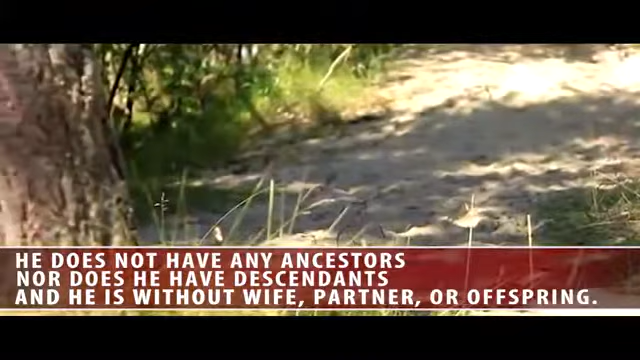 HE DOES NOT HAVE ANY ANCESTORS
NOR DOES HE HAVE DESCENDANTS
AND HE IS WITHOUT WIFE, PARTNER, OR OFFSPRING.